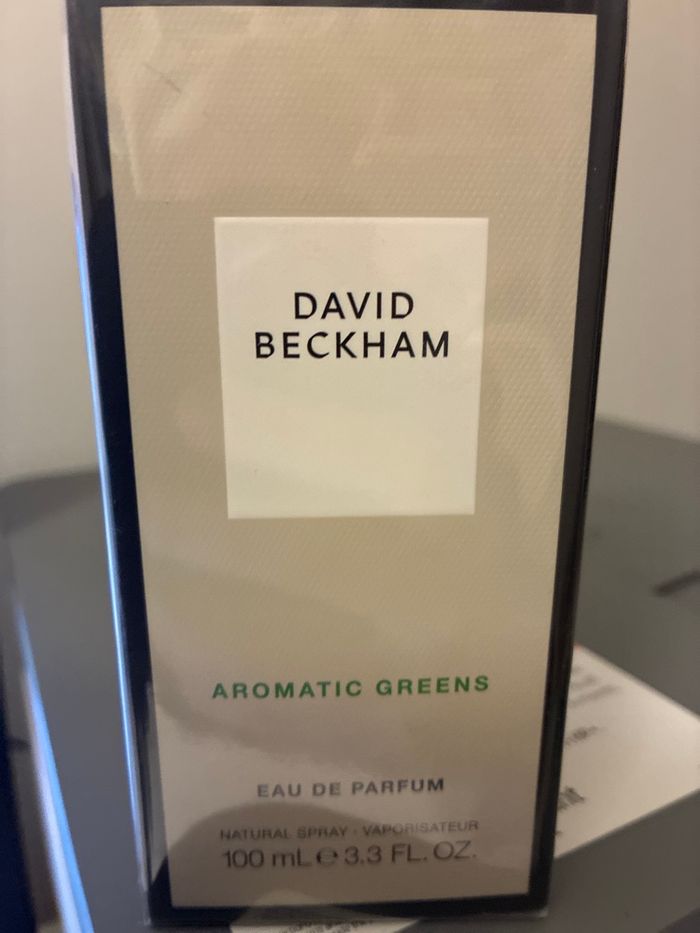 DAVID
BECKHAM
AROMATIC GREENS
EAU DE PARFUM
NATURAL SPRAY · VAPORISATEUR
100 mL ℮ 3.3 FL. OZ.